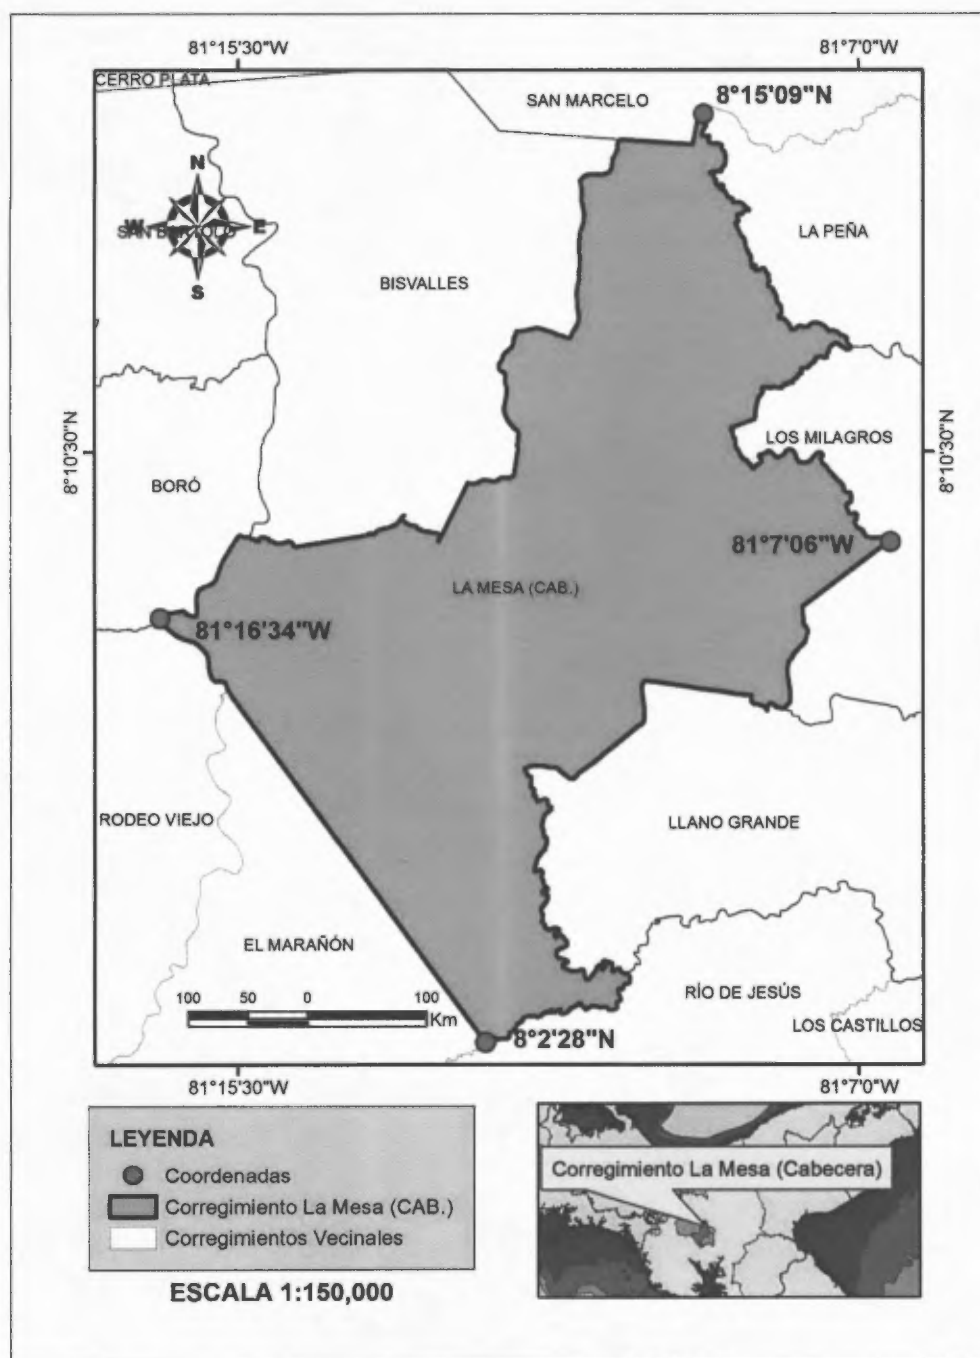 81°15'30"W 81°7'0"W
CERRO PLATA
SAN MARCELO
8°15'09"N
N
W E
S
SAN BARTOLO
LA PEÑA
BISVALLES
8°10'30"N
8°10'30"N
LOS MILAGROS
BORÓ
81°7'06"W
LA MESA (CAB.)
81°16'34"W
RODEO VIEJO
LLANO GRANDE
EL MARAÑÓN
RÍO DE JESÚS
100 50 0 100
Km
LOS CASTILLOS
8°2'28"N
81°15'30"W 81°7'0"W
LEYENDA
Coordenadas
Corregimiento La Mesa (CAB.)
Corregimientos Vecinales
ESCALA 1:150,000
Corregimiento La Mesa (Cabecera)